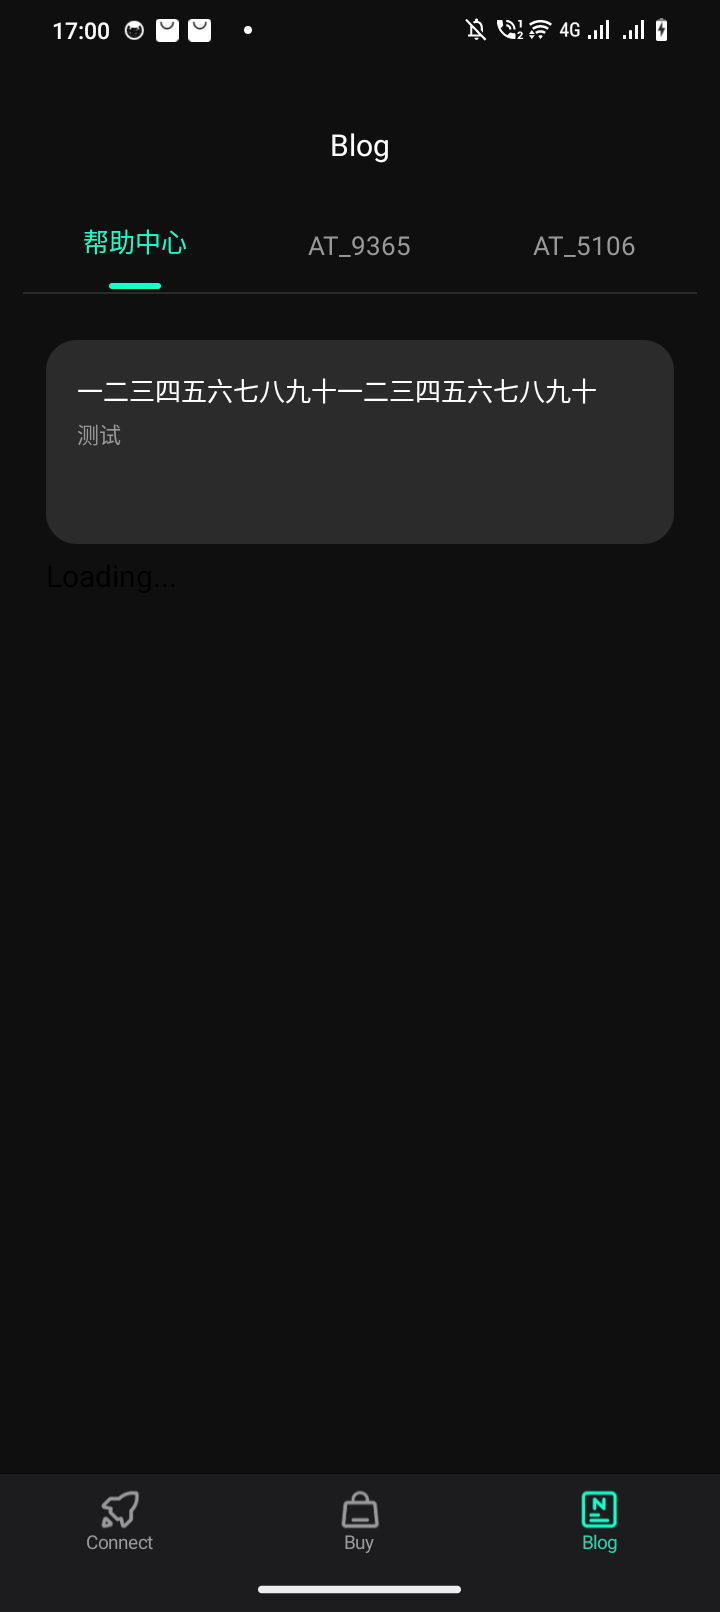 17:00
4G
Blog
帮助中心 AT_9365 AT_5106
一二三四五六七八九十一二三四五六七八九十
测试
Loading...
Connect Buy Blog